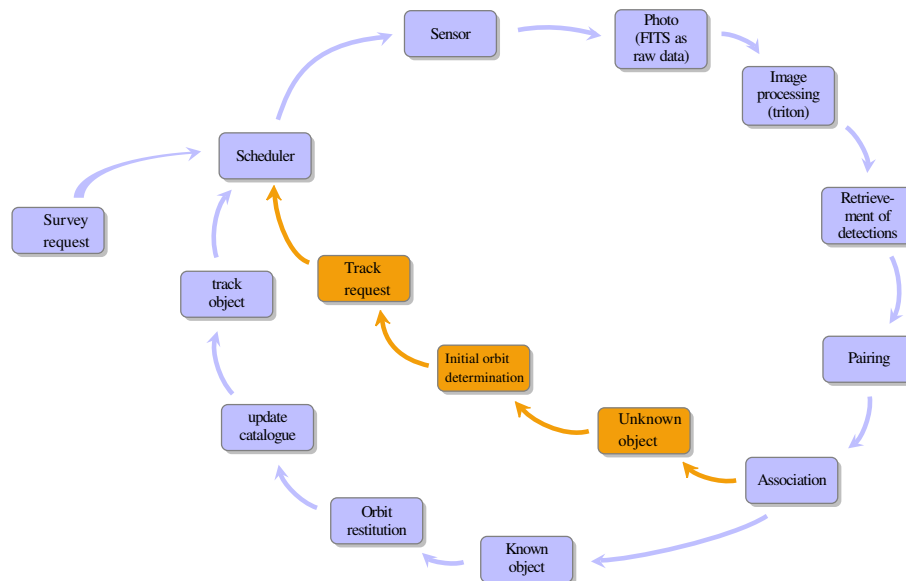 Sensor
Photo
(FITS as
raw data)
Image
processing
(triton)
Scheduler
Survey
request
Retrieve-
ment of
detections
track
object
Track
request
Pairing
Initial orbit
determination
update
catalogue
Unknown
object
Association
Orbit
restitution
Known
object